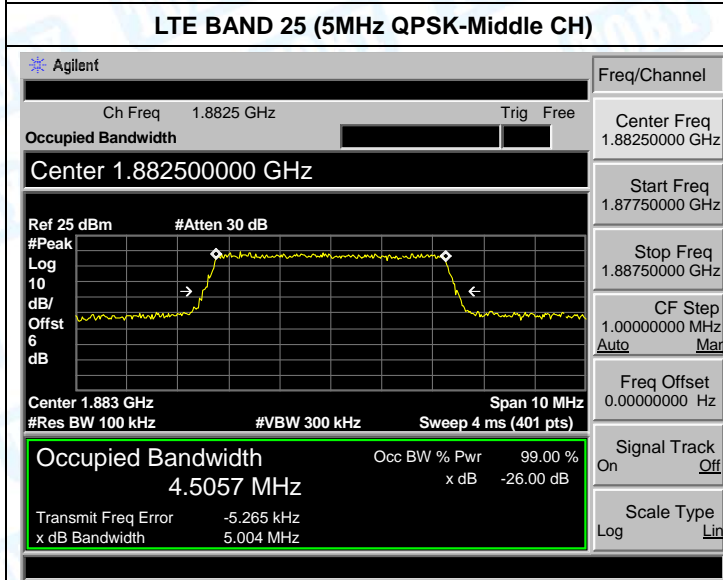 LTE BAND 25 (5MHz QPSK-Middle CH)
Agilent
Freq/Channel
Ch Freq 1.8825 GHz Trig Free
Occupied Bandwidth
Center Freq
1.88250000 GHz
Center 1.882500000 GHz
Start Freq
1.87750000 GHz
Ref 25 dBm #Atten 30 dB
#Peak
Log
10
dB/
Offst
6
dB
Stop Freq
1.88750000 GHz
CF Step
1.00000000 MHz
Auto Man
Freq Offset
0.00000000 Hz
Center 1.883 GHz Span 10 MHz
#Res BW 100 kHz #VBW 300 kHz Sweep 4 ms (401 pts)
Signal Track
On Off
Occupied Bandwidth Occ BW % Pwr 99.00 %
4.5057 MHz x dB -26.00 dB
Transmit Freq Error -5.265 kHz
x dB Bandwidth 5.004 MHz
Scale Type
Log Lin